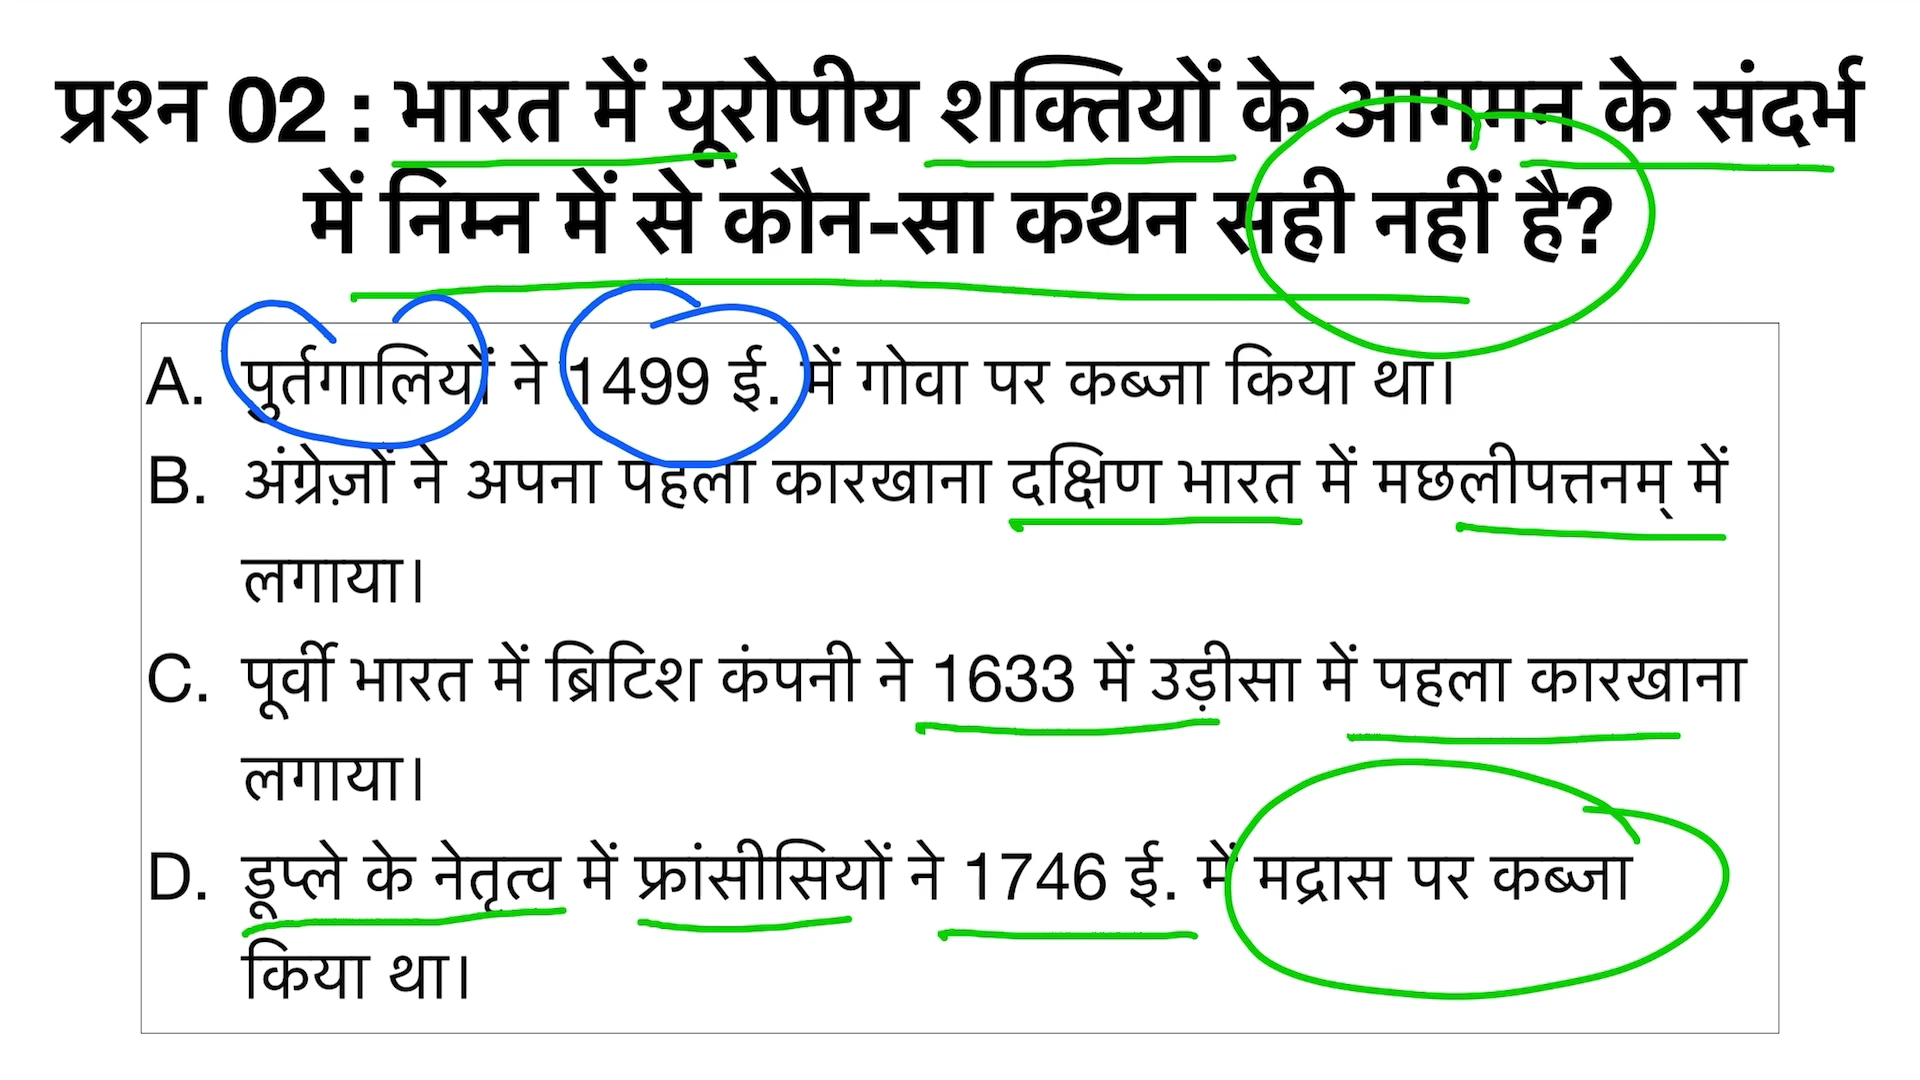 प्रश्न 02 : भारत में यूरोपीय शक्तियों के आगमन के संदर्भ
में निम्न में से कौन-सा कथन सही नहीं है?
A. पुर्तगालियों ने 1499 ई. में गोवा पर कब्जा किया था।
B. अंग्रेज़ों ने अपना पहला कारखाना दक्षिण भारत में मछलीपत्तनम् में
लगाया।
C. पूर्वी भारत में ब्रिटिश कंपनी ने 1633 में उड़ीसा में पहला कारखाना
लगाया।
D. डूप्ले के नेतृत्व में फ्रांसीसियों ने 1746 ई. में मद्रास पर कब्जा
किया था।